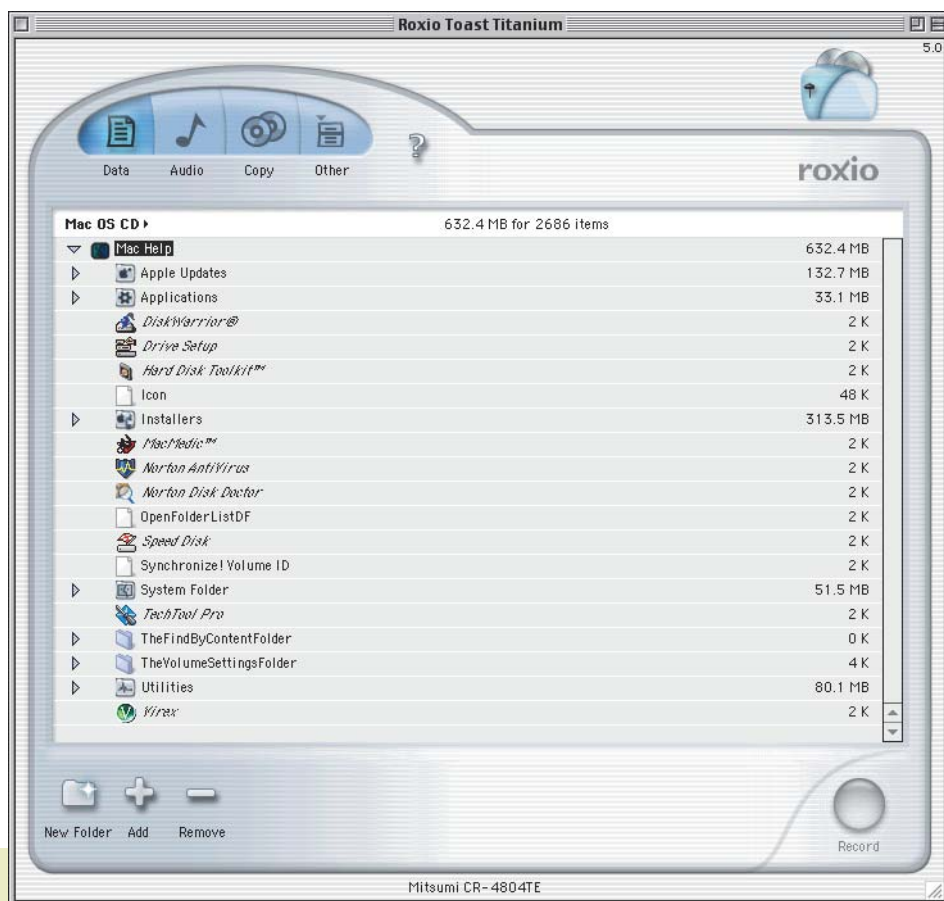 Roxio Toast Titanium
5.0
Data Audio Copy Other
roxio
Mac OS CD 632.4 MB for 2686 items
Mac Help 632.4 MB
Apple Updates 132.7 MB
Applications 33.1 MB
DiskWarrior® 2 K
Drive Setup 2 K
Hard Disk Toolkit™ 2 K
Icon 48 K
Installers 313.5 MB
MacMedic™ 2 K
Norton AntiVirus 2 K
Norton Disk Doctor 2 K
OpenFolderListDF 2 K
Speed Disk 2 K
Synchronize! Volume ID 2 K
System Folder 51.5 MB
TechTool Pro 2 K
TheFindByContentFolder 0 K
TheVolumeSettingsFolder 4 K
Utilities 80.1 MB
Virex 2 K
New Folder Add Remove
Record
Mitsumi CR-4804TE